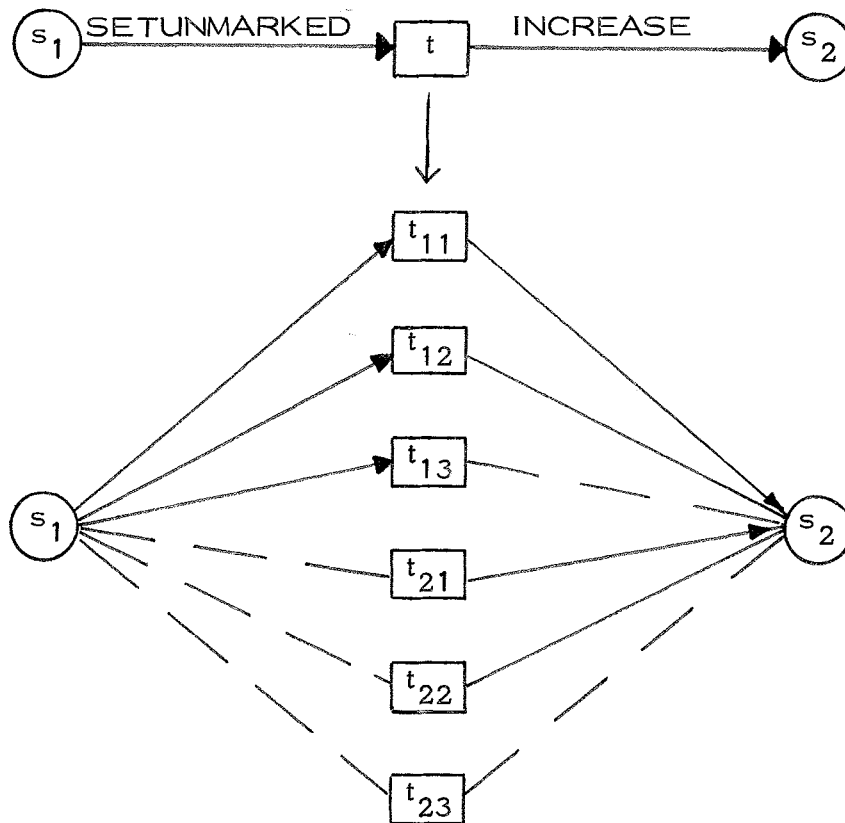 s1 SETUNMARKED t INCREASE s2
t11
t12
t13
s1 s2
t21
t22
t23